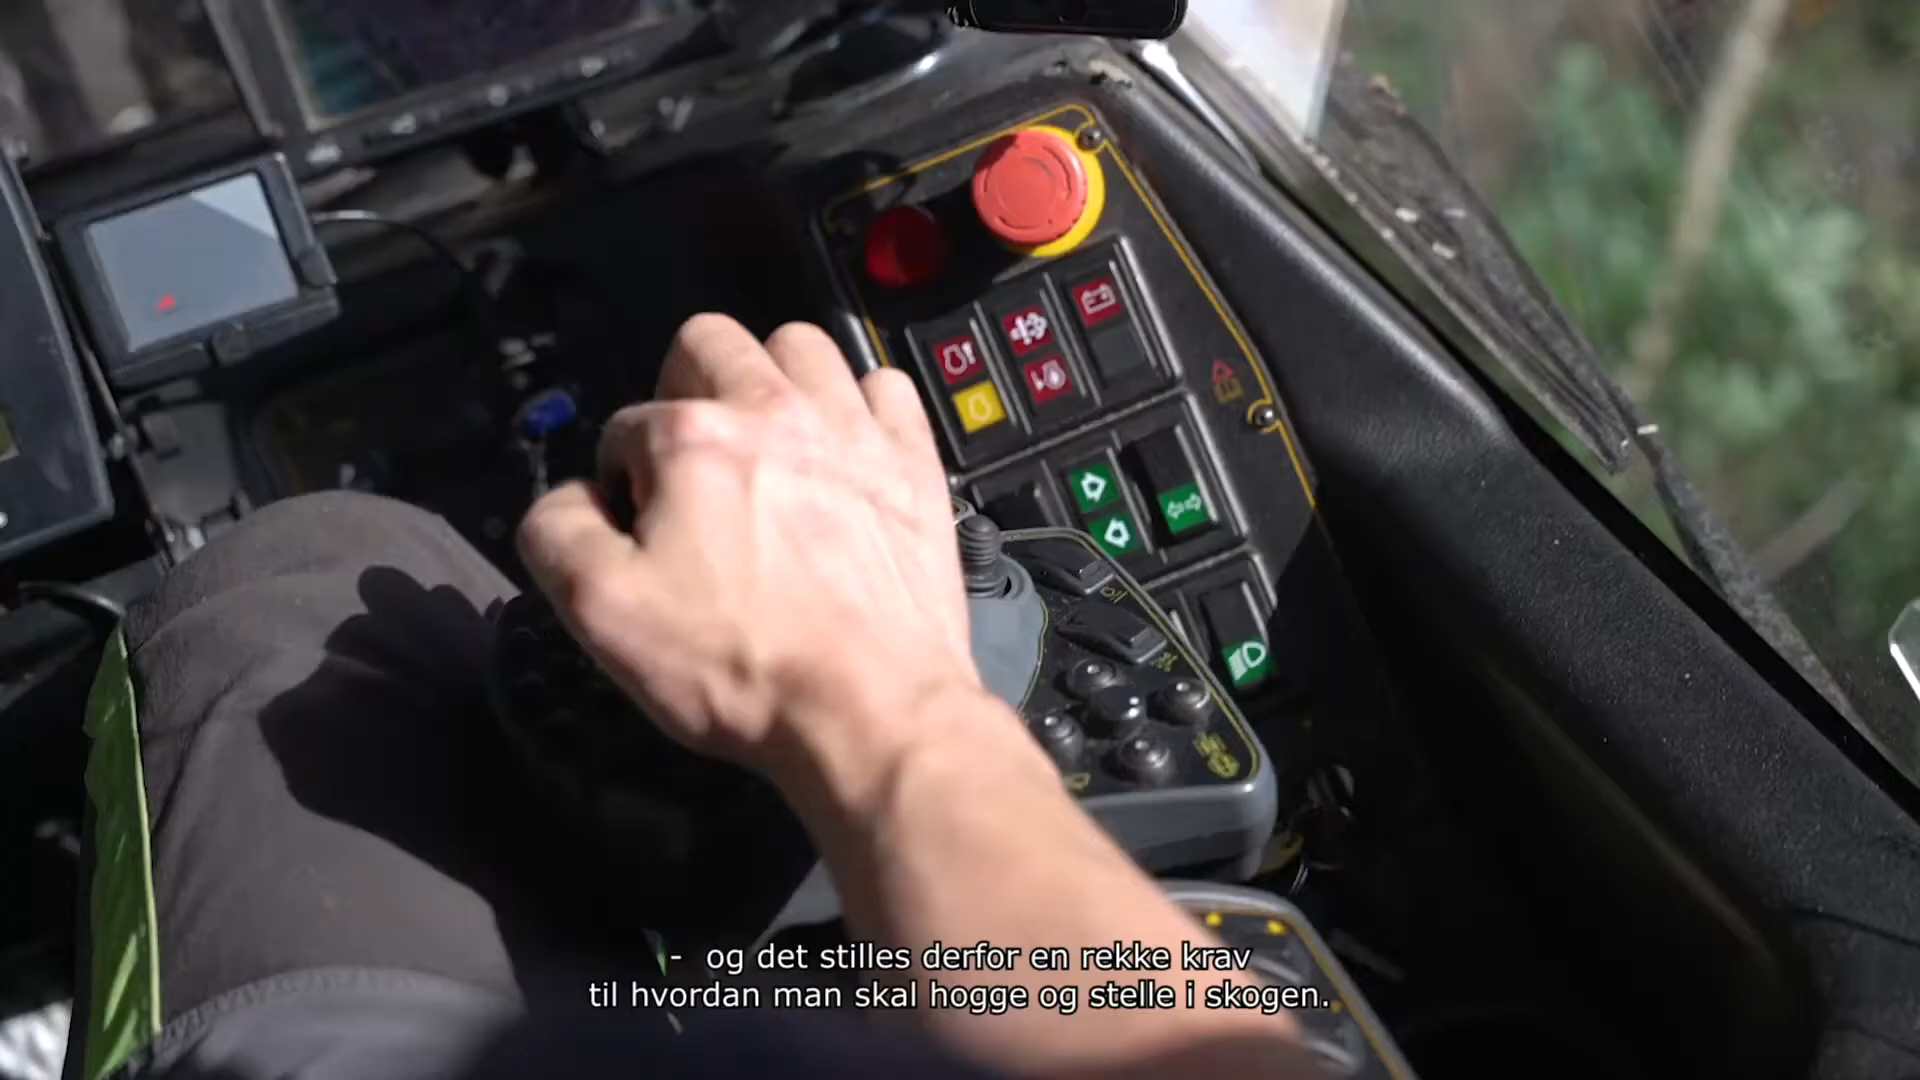 - og det stilles derfor en rekke krav
til hvordan man skal hogge og stelle i skogen.